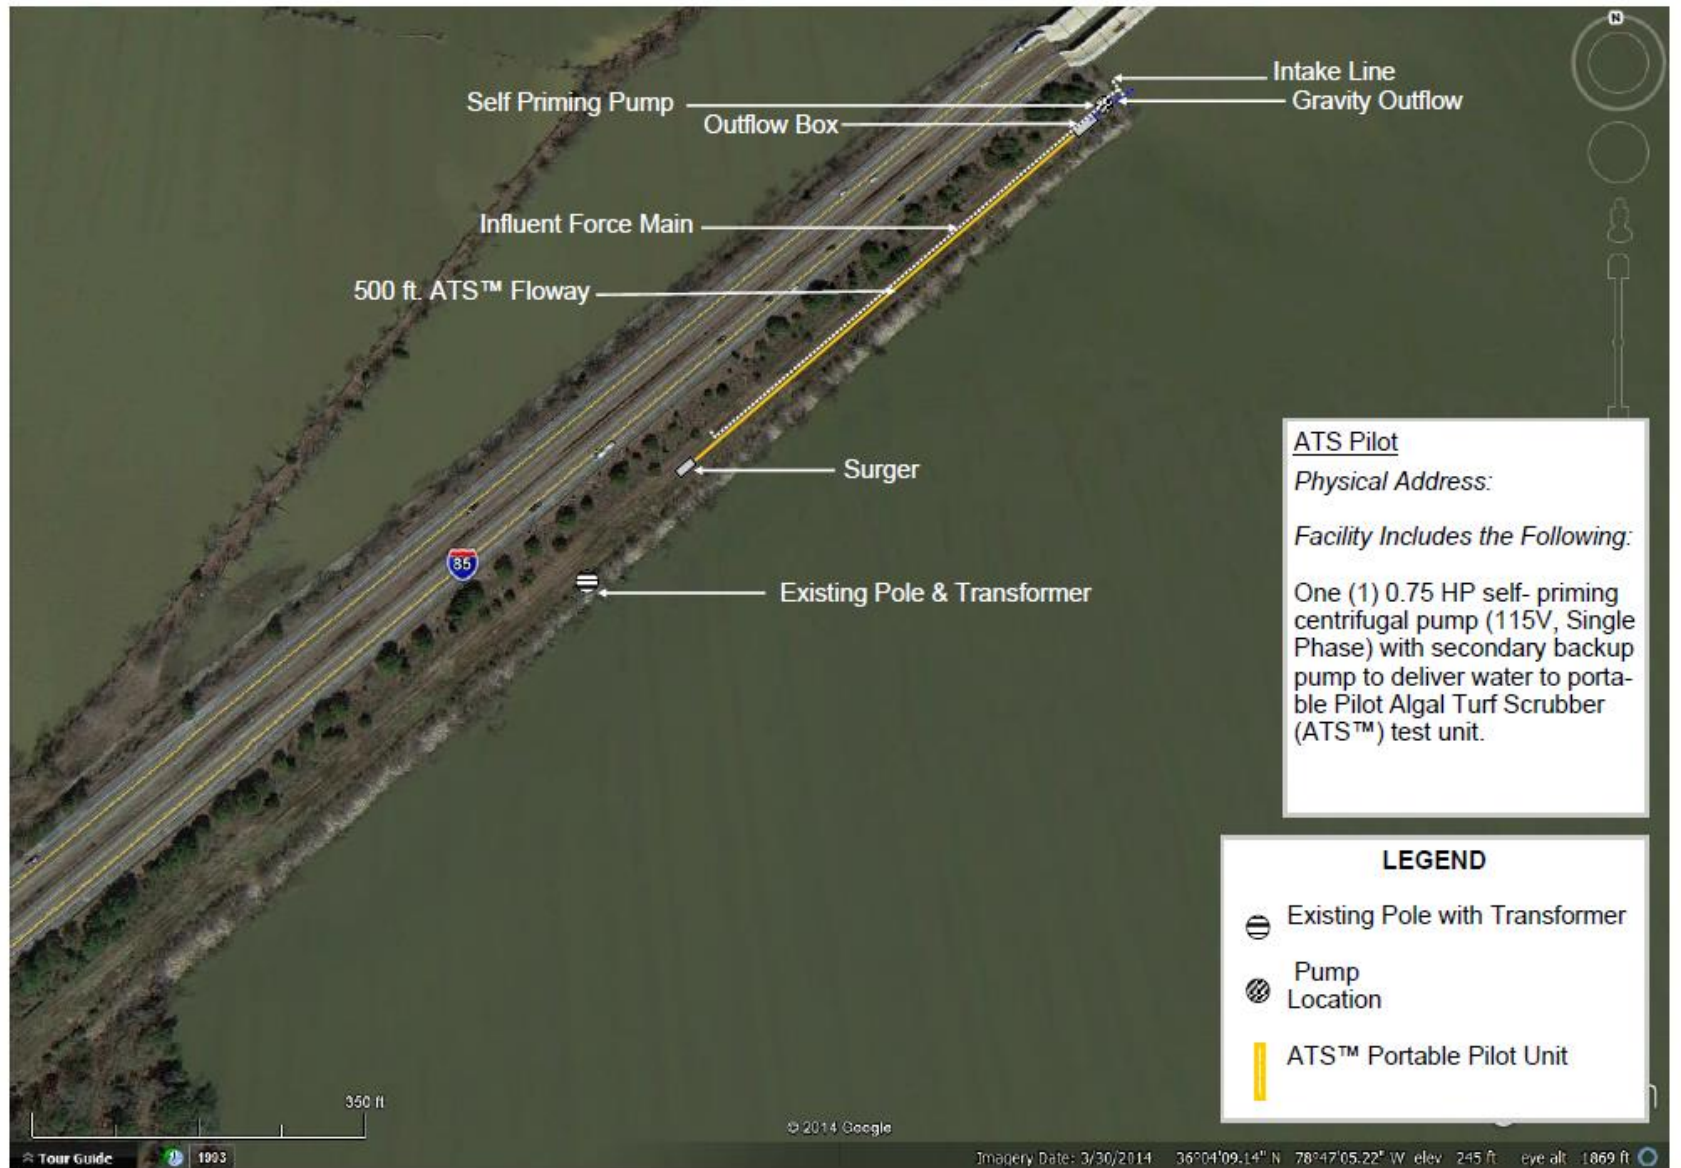 N
Intake Line
Self Priming Pump
Gravity Outflow
Outflow Box
Influent Force Main
500 ft. ATS™ Floway
Surger
85
Existing Pole & Transformer
ATS Pilot
Physical Address:
Facility Includes the Following:
One (1) 0.75 HP self- priming
centrifugal pump (115V, Single
Phase) with secondary backup
pump to deliver water to porta-
ble Pilot Algal Turf Scrubber
(ATS™) test unit.
LEGEND
Existing Pole with Transformer
Pump
Location
ATS™ Portable Pilot Unit
350 ft
© 2014 Google
Tour Guide
1993
Imagery Date: 3/30/2014 36°04'09.14" N 78°47'05.22" W elev 245 ft eye alt 1869 ft